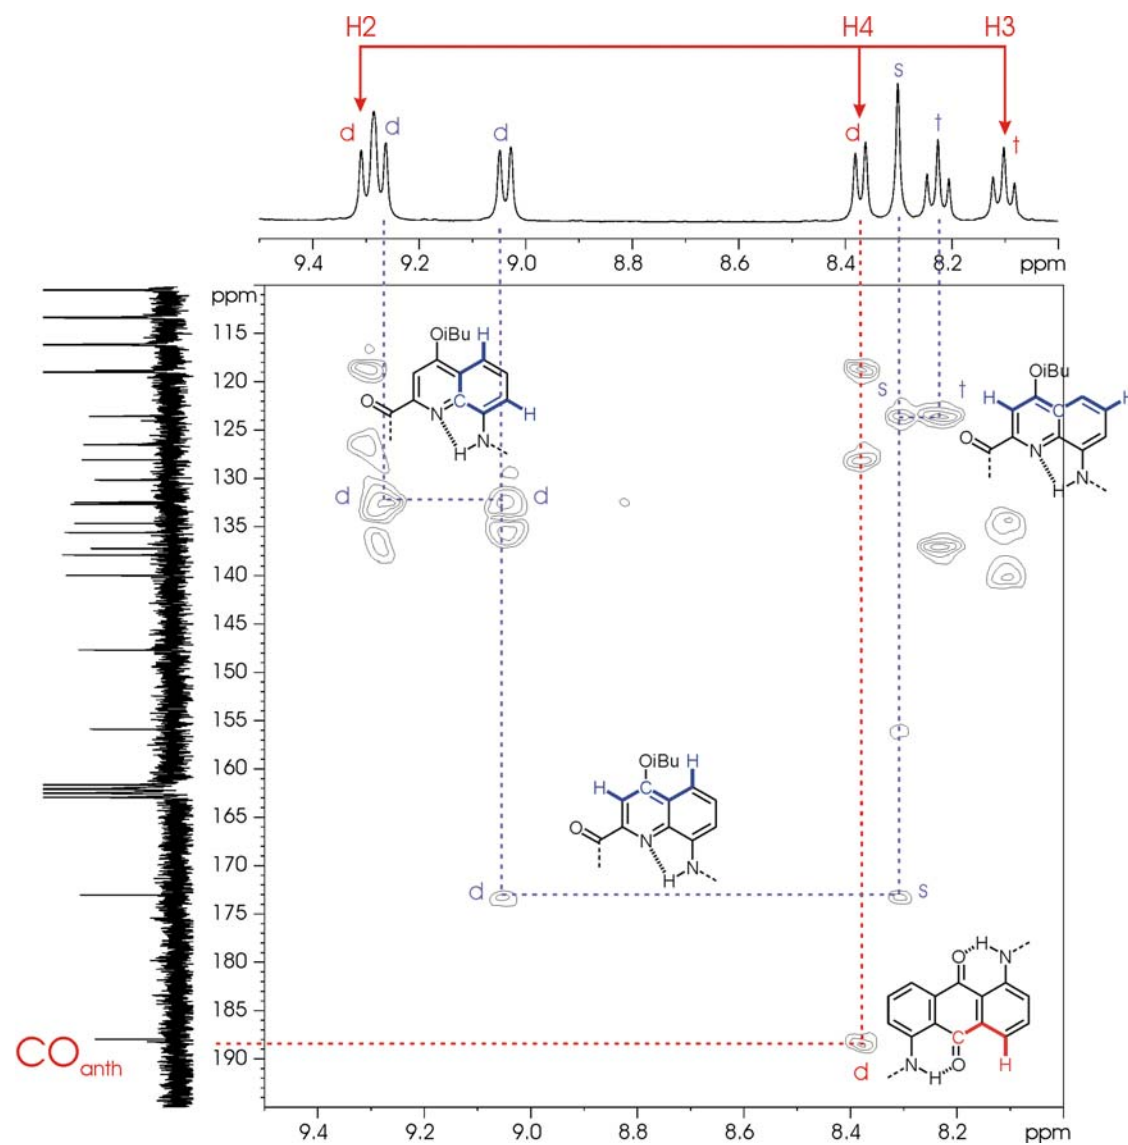 H2 H4 H3
d d d d s t t
9.4 9.2 9.0 8.8 8.6 8.4 8.2 ppm
ppm
115
120
125
130
135
140
145
150
155
160
165
170
175
180
185
190
OiBu
H
C
O
N
H
H
N
d d
s t
OiBu
H
C
H
O
N
H
N
OiBu
H
H
C
O
N
H
N
d s
H
O
N
C
N
H
O
H
d
CO anth
9.4 9.2 9.0 8.8 8.6 8.4 8.2 ppm